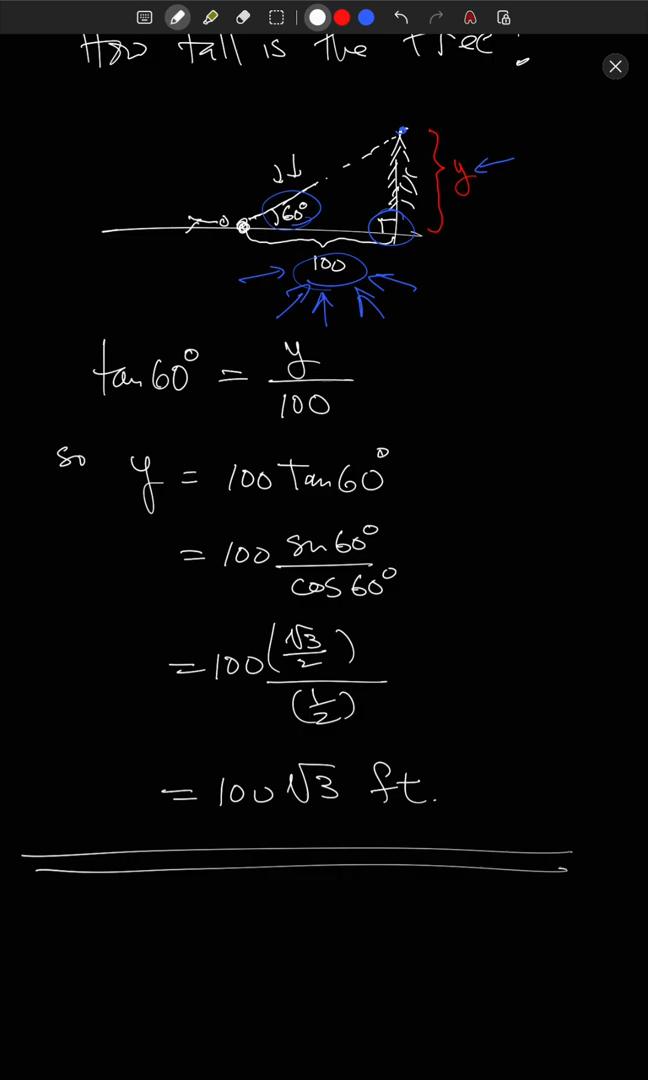 How tall is the tree?
y
60°
100
tan 60° = y/100
so y = 100 tan 60°
= 100 sin 60°/cos 60°
= 100 (√3/2)/(1/2)
= 100√3 ft.